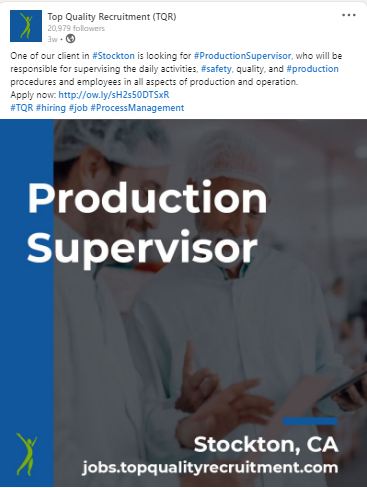 Top Quality Recruitment (TQR)
20,979 followers
3w •
One of our client in #Stockton is looking for #ProductionSupervisor, who will be
responsible for supervising the daily activities, #safety, quality, and #production
procedures and employees in all aspects of production and operation.
Apply now: http://ow.ly/sH2s50DTSxR
#TQR #hiring #job #ProcessManagement
Production
Supervisor
Stockton, CA
jobs.topqualityrecruitment.com